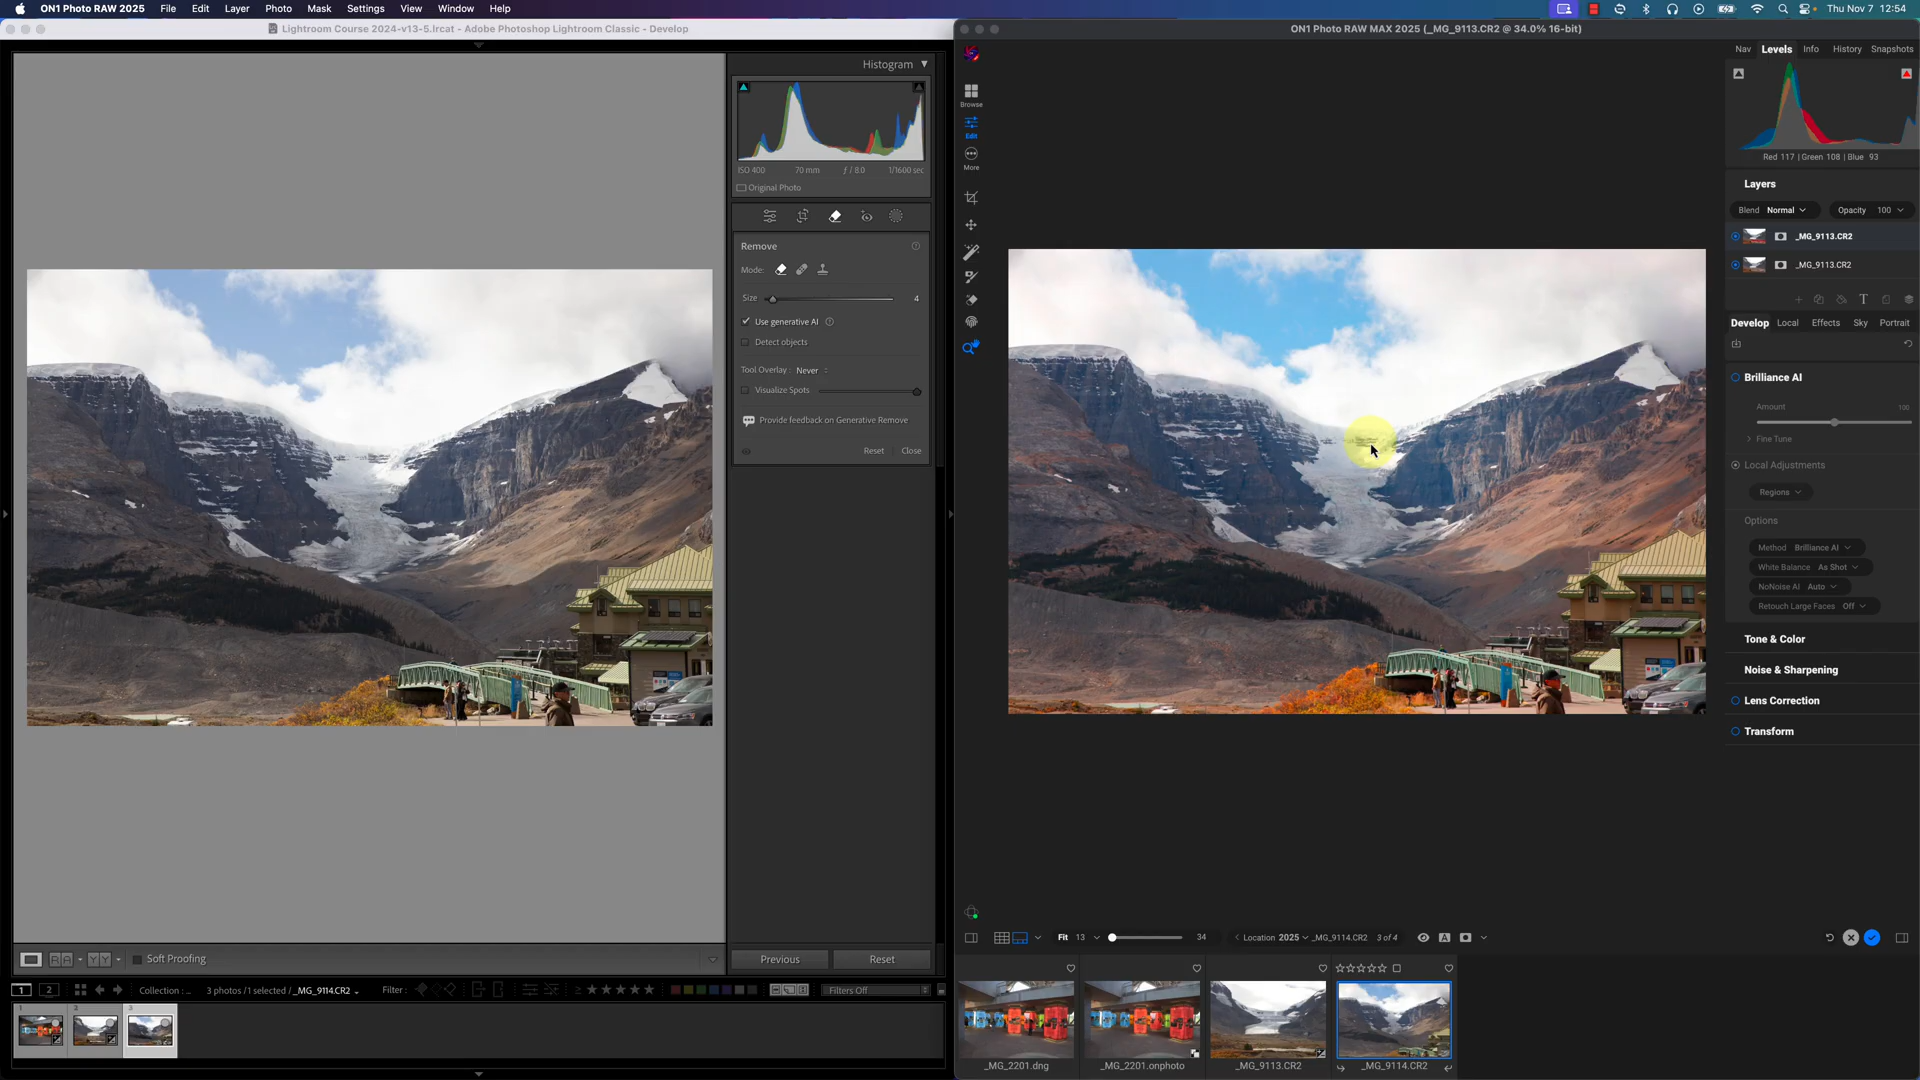 ON1 Photo RAW 2025 File Edit Layer Photo Mask Settings View Window Help Thu Nov 7 12:54
Lightroom Course 2024-v13-5.lrcat - Adobe Photoshop Lightroom Classic - Develop
ON1 Photo RAW MAX 2025 (_MG_9113.CR2 @ 34.0% 16-bit)
Histogram
ISO 400 70 mm ƒ / 8.0 1/1600 sec
Original Photo
Remove
Mode:
Size 4
Use generative AI
Detect objects
Tool Overlay : Never
Visualize Spots
Provide feedback on Generative Remove
Reset Close
Previous Reset
Soft Proofing
1 2 Collection : ... 3 photos /1 selected /_MG_9114.CR2 Filter : Filters Off
1 2 3
Browse
Edit
More
Nav Levels Info History Snapshots
Red 117 | Green 108 | Blue 93
Layers
Blend Normal Opacity 100
_MG_9113.CR2
_MG_9113.CR2
Develop Local Effects Sky Portrait
Brilliance AI
Amount 100
Fine Tune
Local Adjustments
Regions
Options
Method Brilliance AI
White Balance As Shot
NoNoise AI Auto
Retouch Large Faces Off
Tone & Color
Noise & Sharpening
Lens Correction
Transform
Fit 13 34 Location 2025 _MG_9114.CR2 3 of 4
_MG_2201.dng _MG_2201.onphoto _MG_9113.CR2 _MG_9114.CR2